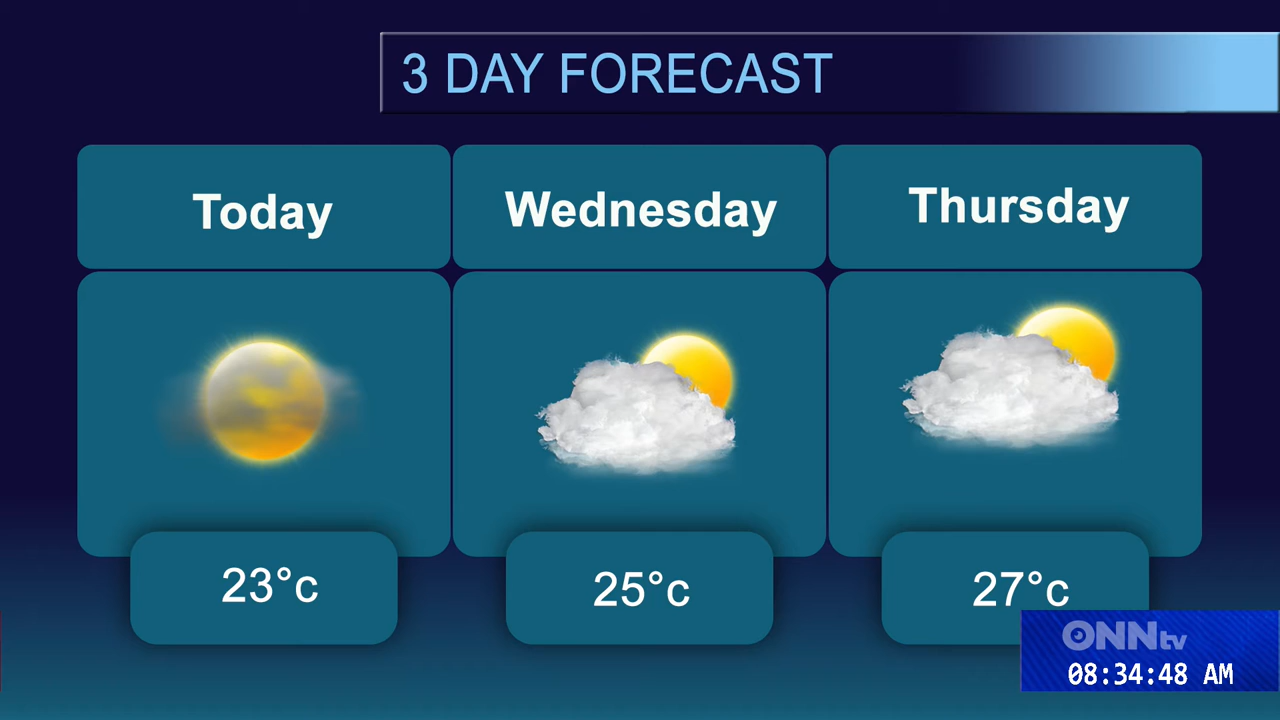 3 DAY FORECAST
Today
Wednesday
Thursday
23°c
25°c
27°c
ONNtv
08:34:48 AM